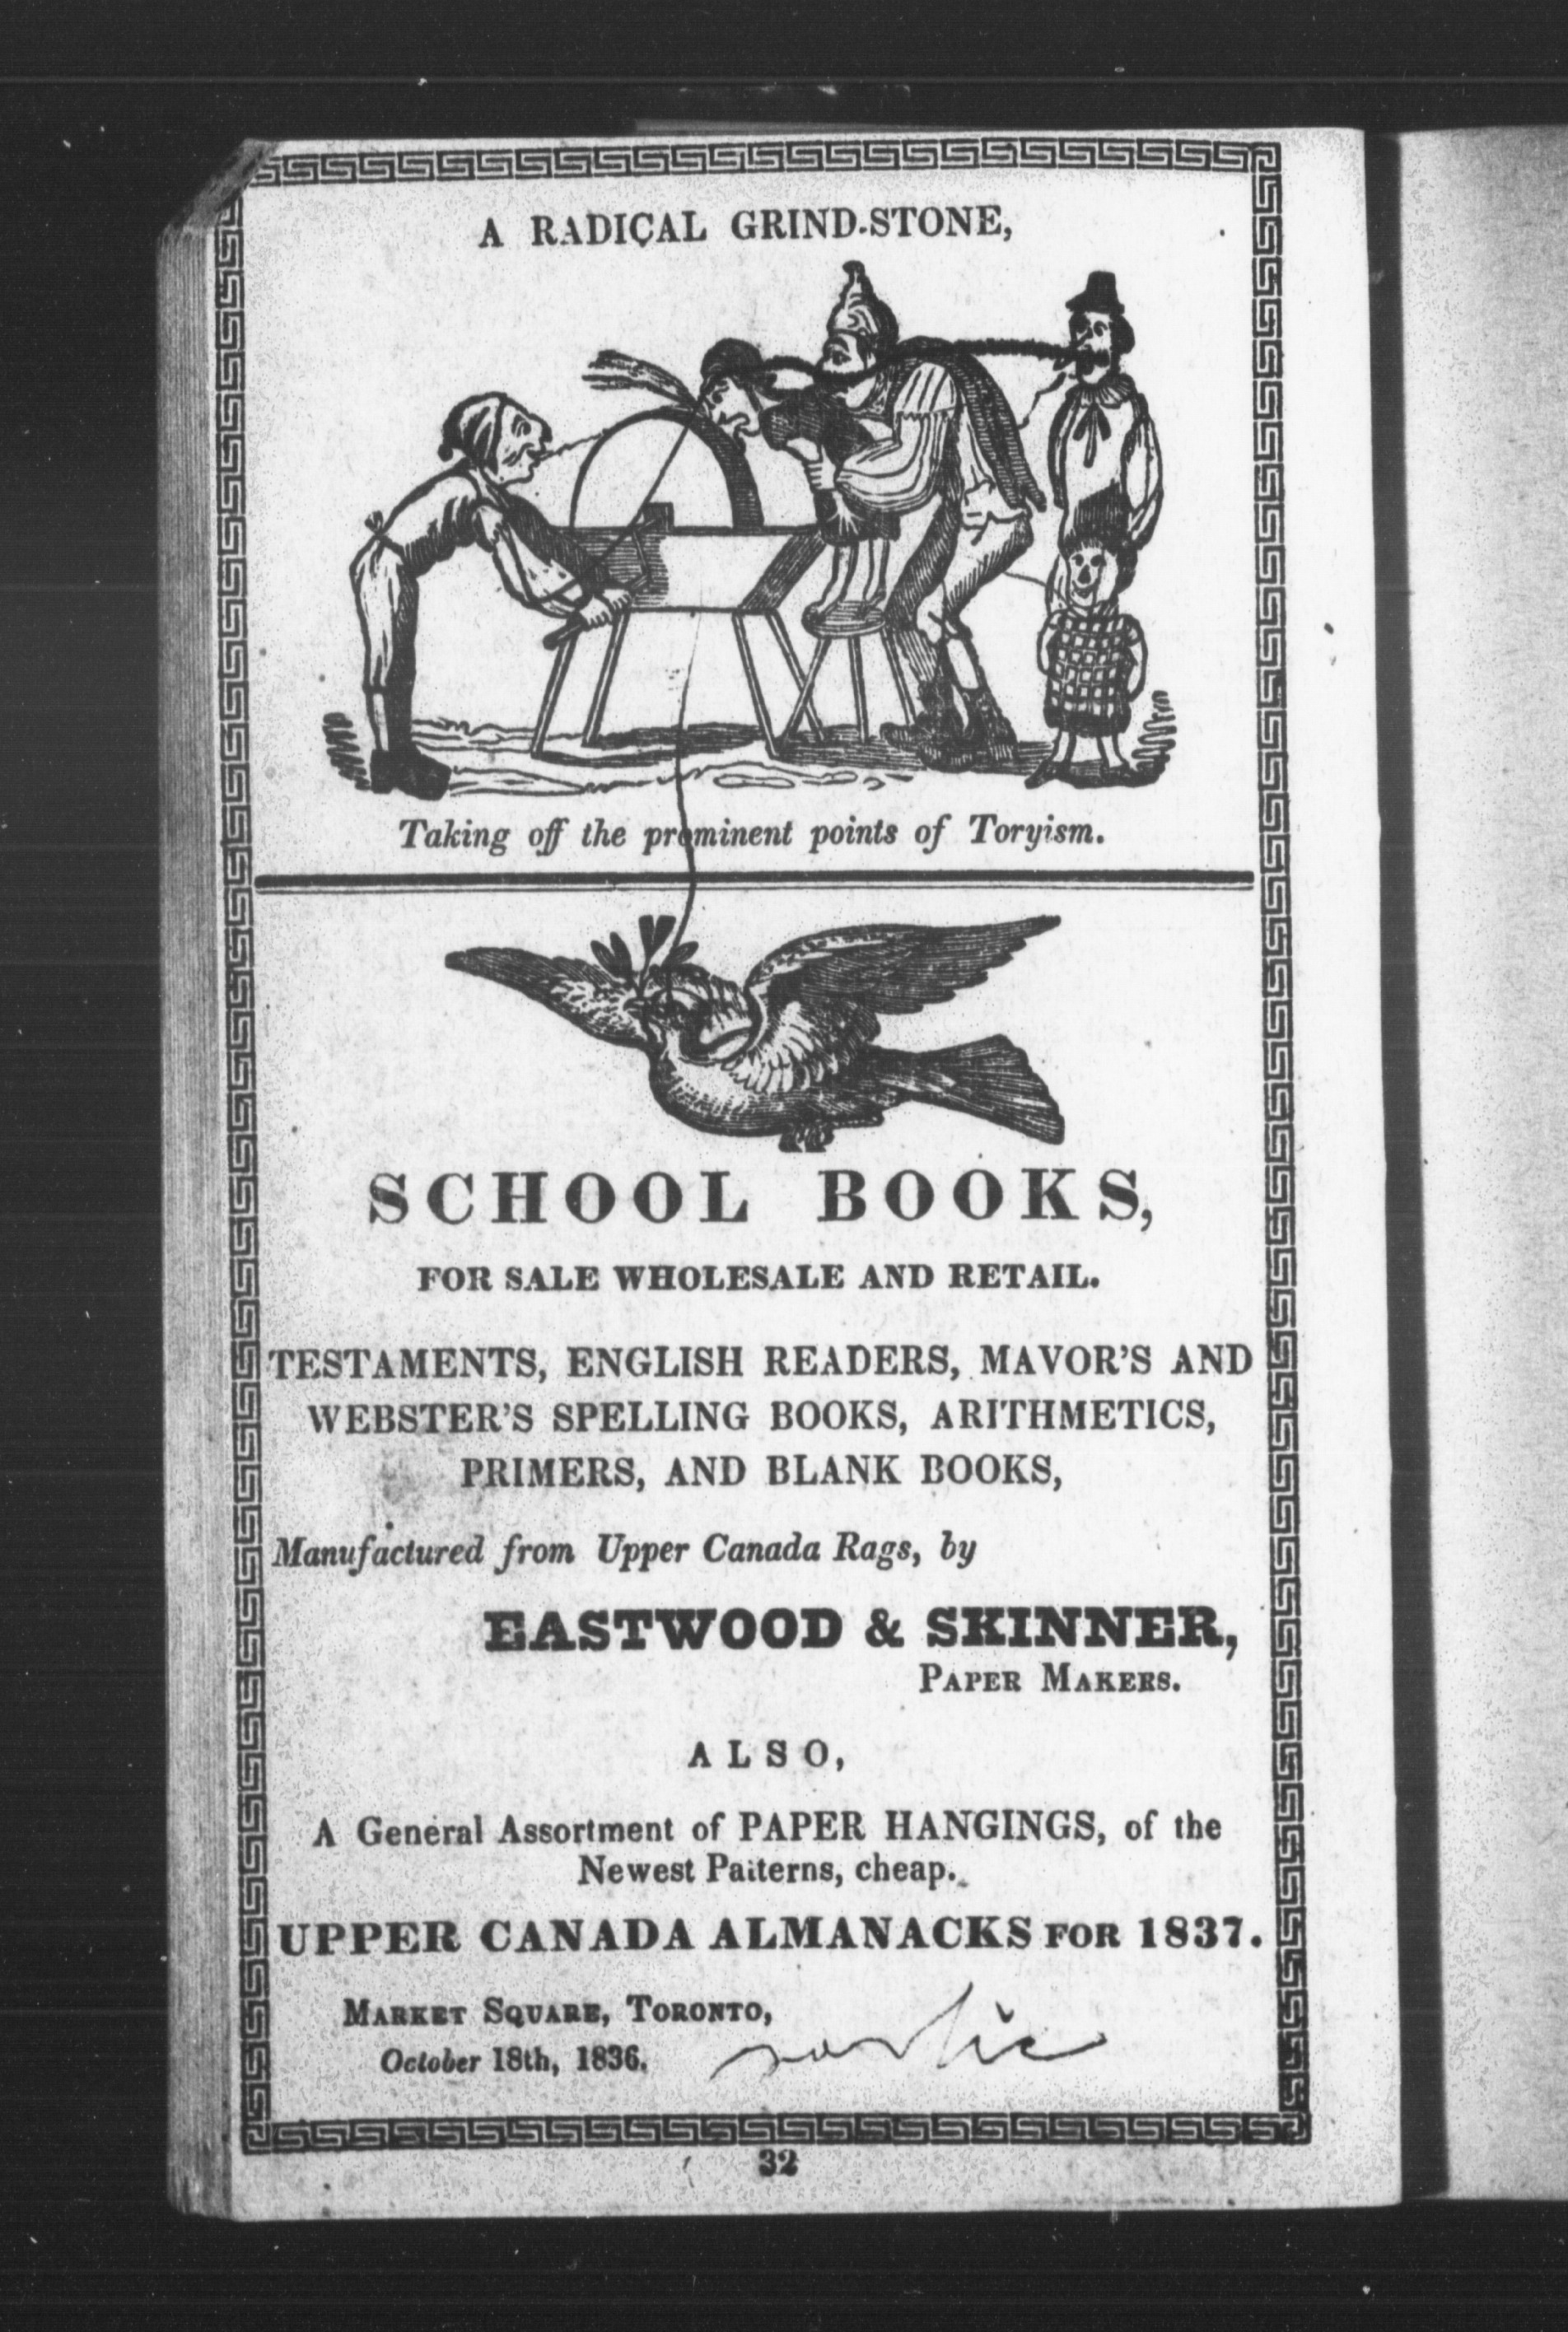 A RADICAL GRIND-STONE,
Taking off the prominent points of Toryism.
SCHOOL BOOKS,
FOR SALE WHOLESALE AND RETAIL.
TESTAMENTS, ENGLISH READERS, MAVOR'S AND
WEBSTER'S SPELLING BOOKS, ARITHMETICS,
PRIMERS, AND BLANK BOOKS,
Manufactured from Upper Canada Rags, by
EASTWOOD & SKINNER,
PAPER MAKERS.
ALSO,
A General Assortment of PAPER HANGINGS, of the
Newest Patterns, cheap.
UPPER CANADA ALMANACKS FOR 1837.
MARKET SQUARE, TORONTO,
October 18th, 1836.
32